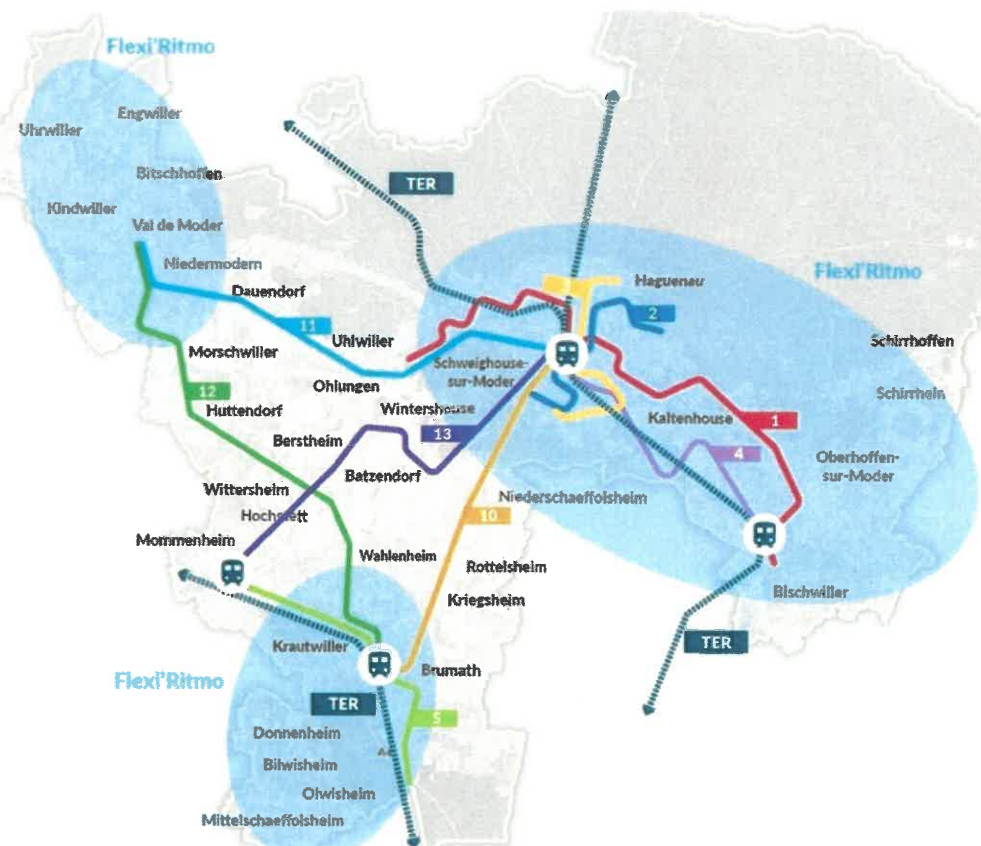 Flexi'Ritmo
Engwiller
Uhrwiller
Bitschhoffen
Kindwiller
Val de Moder
Niedermodern
Dauendorf
11
Uhlwiller
Ohlungen
Morschwiller
12
Huttendorf
TER
Haguenau
2
Flexi'Ritmo
Schirrhoffen
Schirrhein
Schweighouse-
sur-Moder
Wintershouse
Kaltenhouse
1
4
Oberhoffen-
sur-Moder
13
Berstheim
Batzendorf
Wittersheim
Niederschaeffolsheim
10
Mommenheim
Wahlenheim
Rottelsheim
Kriegsheim
Bischwiller
TER
Krautwiller
Brumath
Flexi'Ritmo
TER
5
Donnenheim
Bilwisheim
Olwisheim
Mittelschaeffolsheim